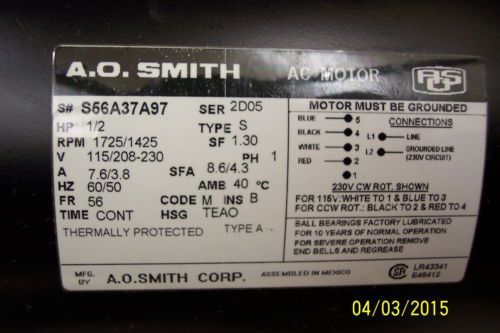 A.O. SMITH
AC MOTOR
AOS
S# S66A37A97 SER 2D05
HP 1/2 TYPE S
RPM 1725/1425 SF 1.30
V 115/208-230 PH 1
A 7.6/3.8 SFA 8.6/4.3
HZ 60/50 AMB 40 °C
FR 56 CODE M INS B
TIME CONT HSG TEAO
THERMALLY PROTECTED TYPE A-
MOTOR MUST BE GROUNDED
CONNECTIONS
BLUE 5
BLACK 4 L1 LINE
WHITE 3 L2 GROUNDED LINE
(230V CIRCUIT)
RED 2
1
230V CW ROT. SHOWN
FOR 115V:WHITE TO 1 & BLUE TO 3
FOR CCW ROT.: BLACK TO 2 & RED TO 4
BALL BEARINGS FACTORY LUBRICATED
FOR 10 YEARS OF NORMAL OPERATION
FOR SEVERE OPERATION REMOVE
END BELLS AND REGREASE
MFG. BY A.O.SMITH CORP. ASSEMBLED IN MEXICO
LR43341
E46412
04/03/2015